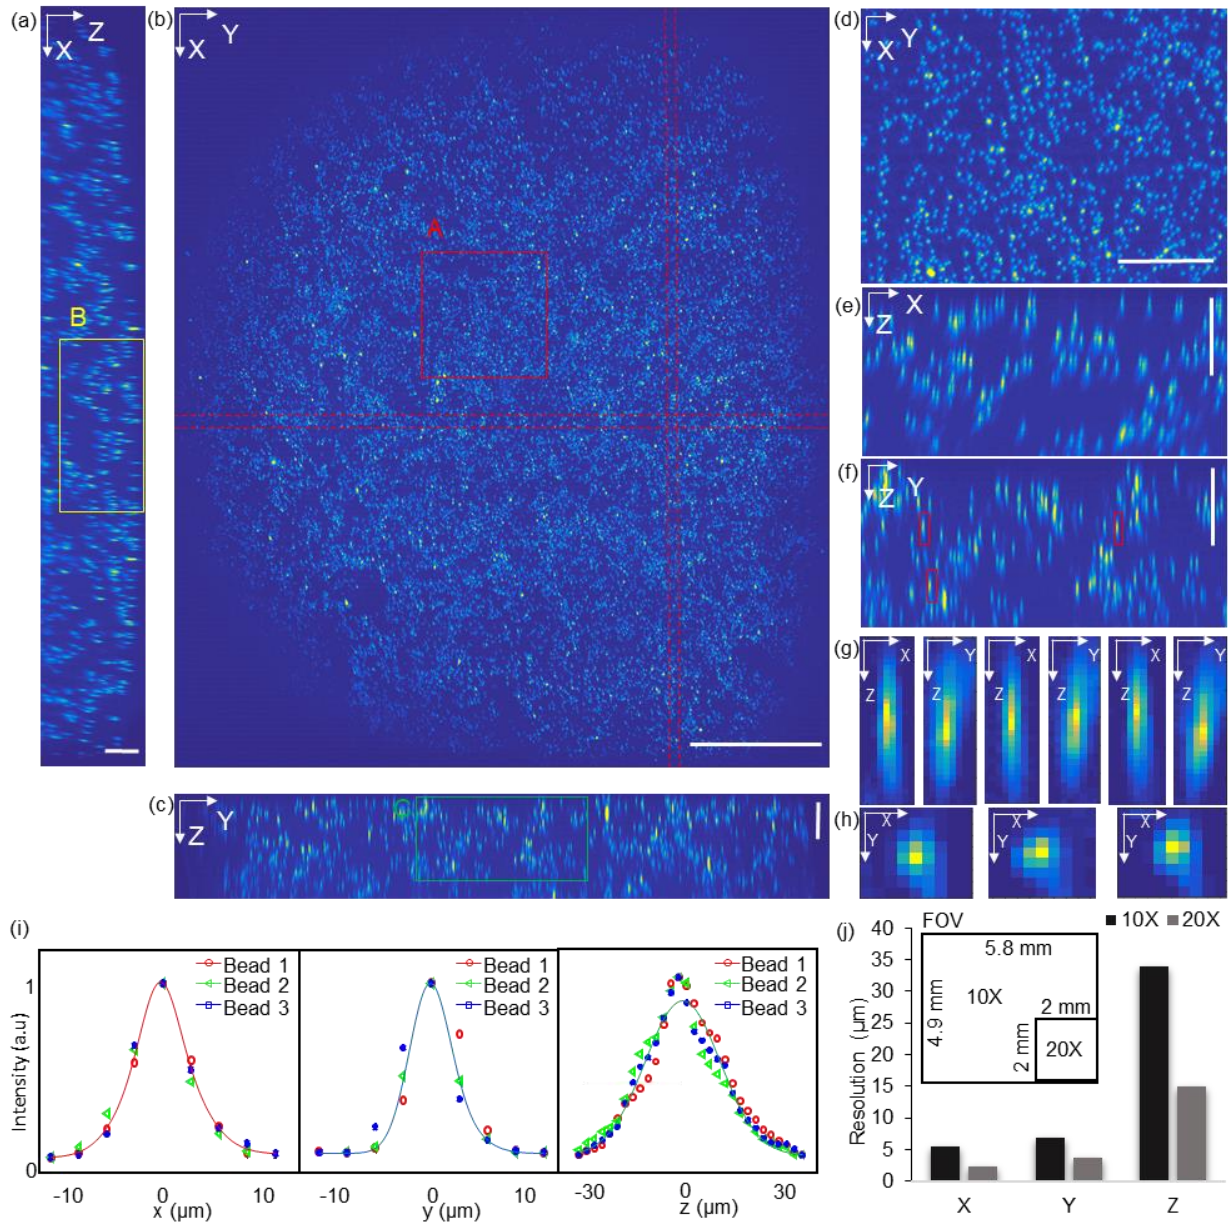 (a)
Z
X
B
(b)
Y
X
A
(c)
Y
Z
C
(d)
Y
X
(e)
X
Z
(f)
Y
Z
(g)
X
Z
Y
Z
X
Z
Y
Z
X
Z
Y
Z
(h)
X
Y
X
Y
X
Y
(i)
Intensity (a.u)
1
0
Bead 1
Bead 2
Bead 3
-10 0 10
x (µm)
Bead 1
Bead 2
Bead 3
-10 0 10
y (µm)
Bead 1
Bead 2
Bead 3
-30 0 30
z (µm)
(j)
10X 20X
Resolution (µm)
40
35
30
25
20
15
10
5
0
FOV
5.8 mm
4.9 mm
10X
2 mm
2 mm
20X
X Y Z